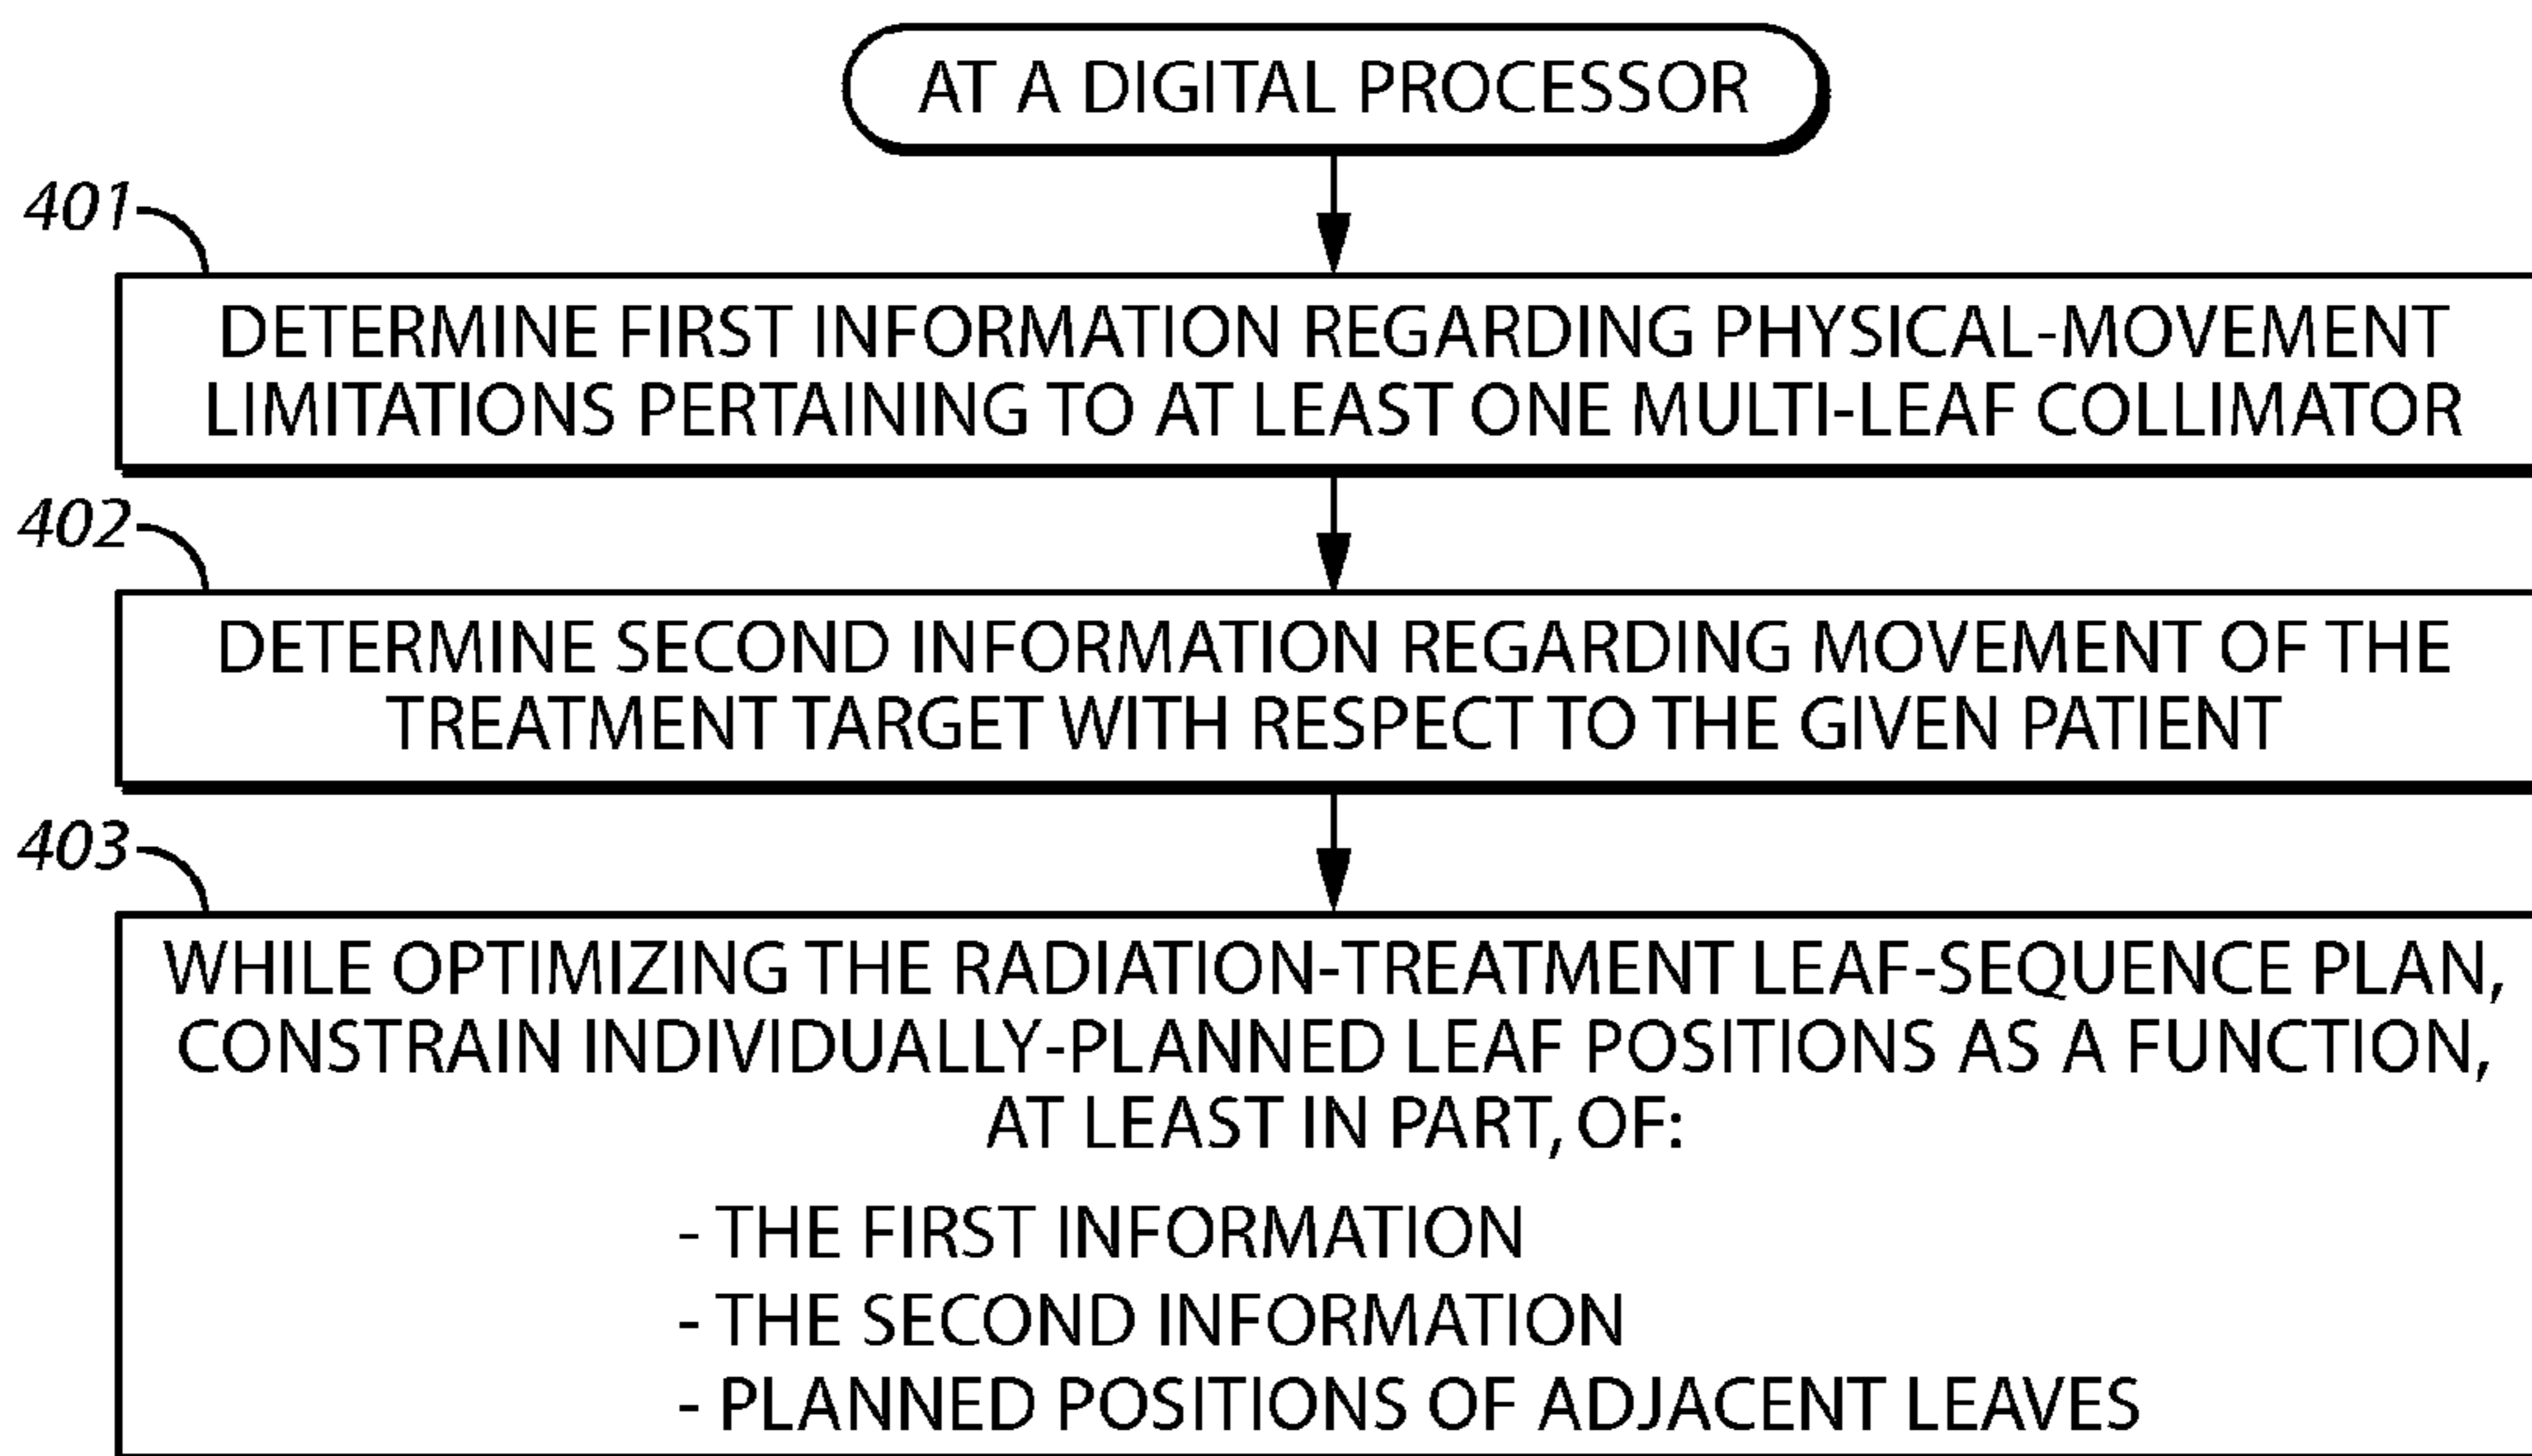 AT A DIGITAL PROCESSOR
401
DETERMINE FIRST INFORMATION REGARDING PHYSICAL-MOVEMENT
LIMITATIONS PERTAINING TO AT LEAST ONE MULTI-LEAF COLLIMATOR
402
DETERMINE SECOND INFORMATION REGARDING MOVEMENT OF THE
TREATMENT TARGET WITH RESPECT TO THE GIVEN PATIENT
403
WHILE OPTIMIZING THE RADIATION-TREATMENT LEAF-SEQUENCE PLAN,
CONSTRAIN INDIVIDUALLY-PLANNED LEAF POSITIONS AS A FUNCTION,
AT LEAST IN PART, OF:
- THE FIRST INFORMATION
- THE SECOND INFORMATION
- PLANNED POSITIONS OF ADJACENT LEAVES